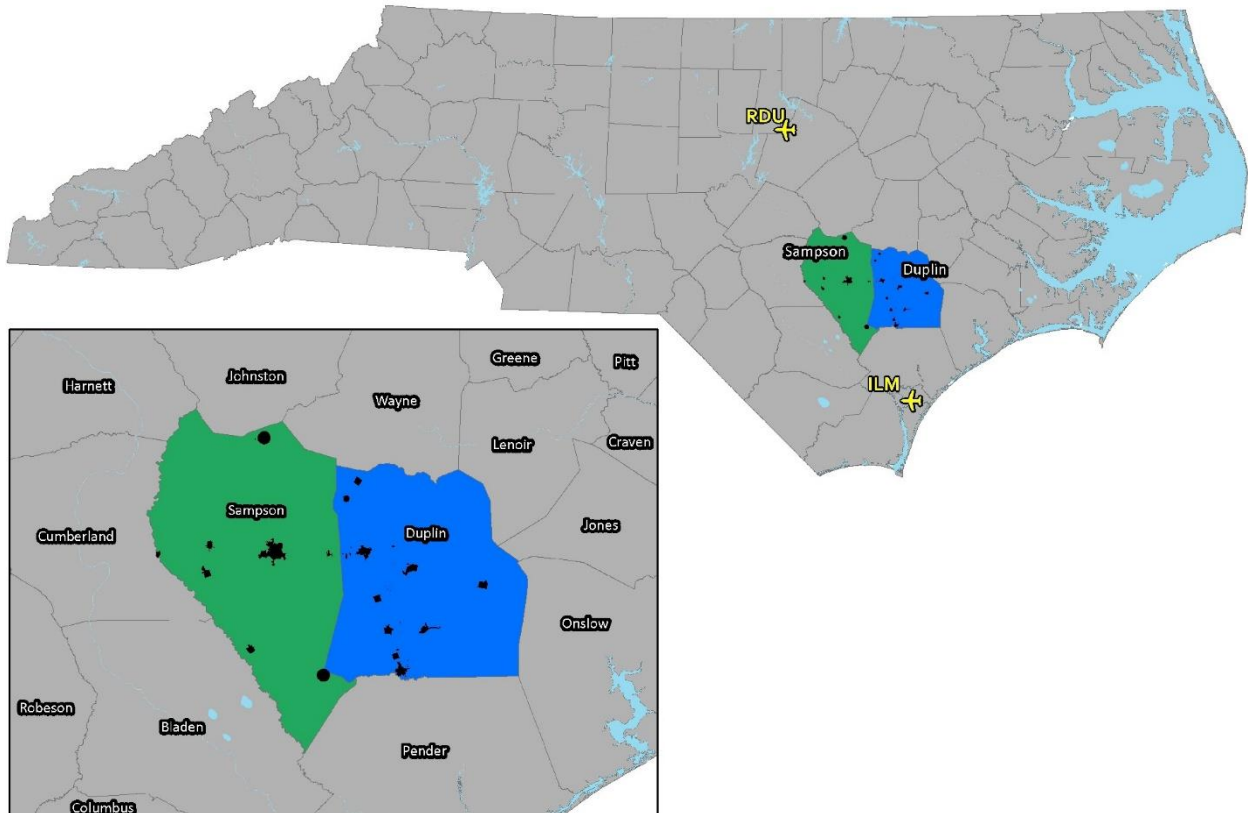 RDU
Sampson
Duplin
ILM
Greene
Pitt
Johnston
Harnett
Wayne
Lenoir
Craven
Sampson
Duplin
Jones
Cumberland
Onslow
Robeson
Bladen
Pender
Columbus